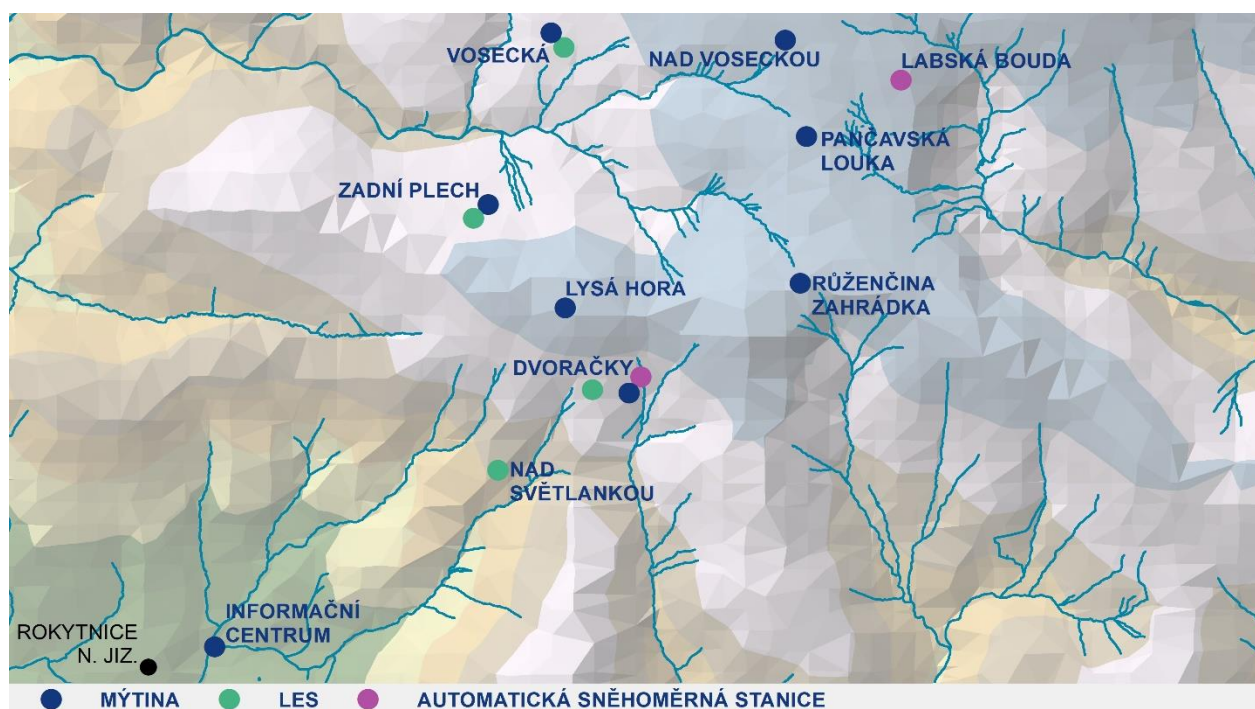 VOSECKÁ
NAD VOSECKOU
LABSKÁ BOUDA
PANČAVSKÁ
LOUKA
ZADNÍ PLECH
LYSÁ HORA
RŮŽENČINA
ZAHRÁDKA
DVORAČKY
NAD
SVĚTLANKOU
INFORMAČNÍ
CENTRUM
ROKYTNICE
N. JIZ.
MÝTINA LES AUTOMATICKÁ SNĚHOMĚRNÁ STANICE